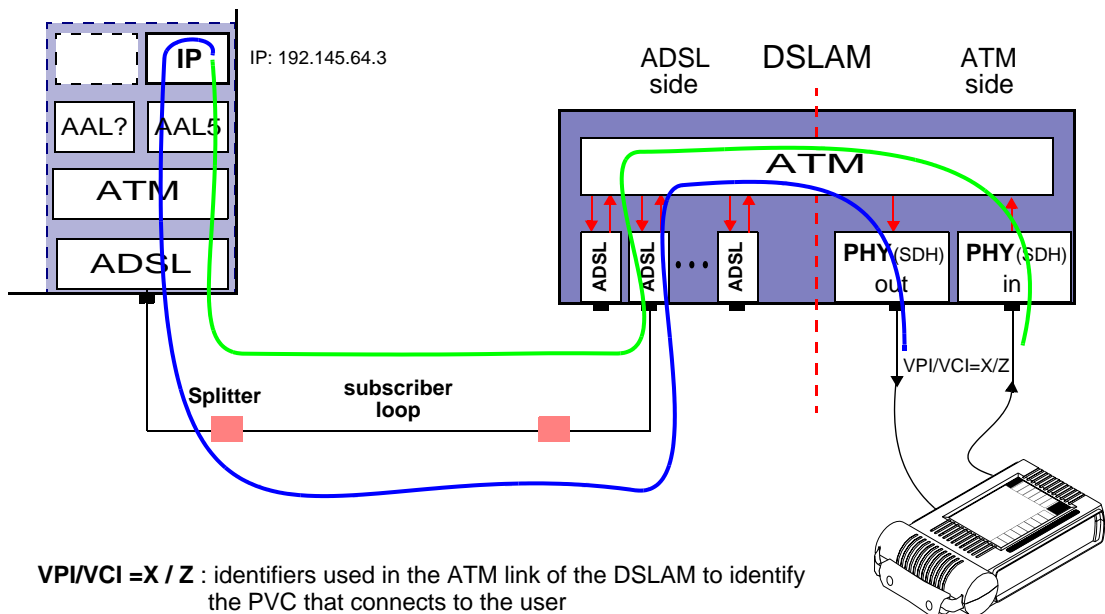 IP
IP: 192.145.64.3
AAL?
AAL5
ATM
ADSL
ADSL
side
DSLAM
ATM
side
ATM
ADSL
ADSL
ADSL
PHY(SDH)
out
PHY(SDH)
in
VPI/VCI=X/Z
Splitter
subscriber
loop
VPI/VCI =X / Z : identifiers used in the ATM link of the DSLAM to identify
the PVC that connects to the user